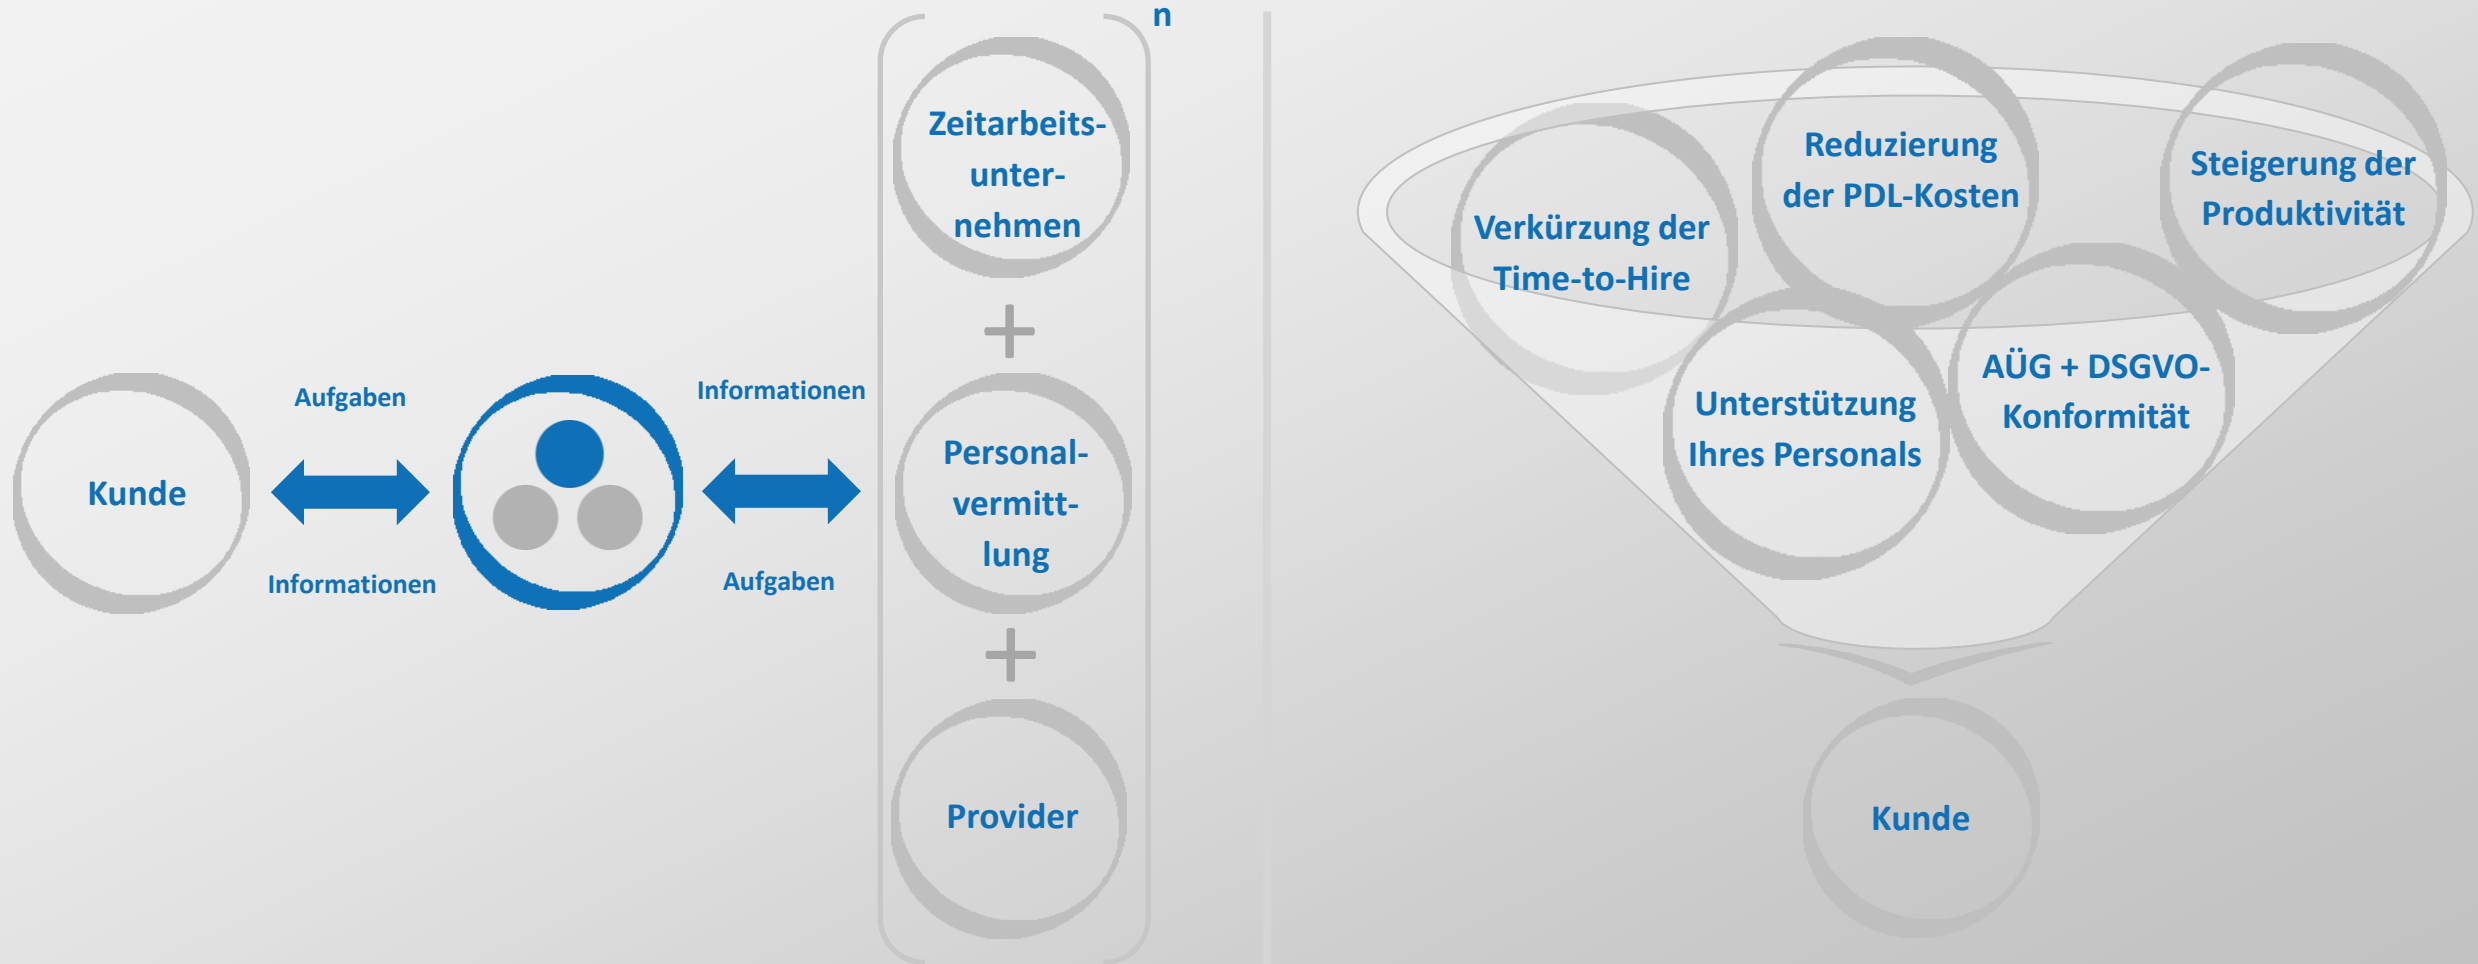 Kunde
Aufgaben
Informationen
Informationen
Aufgaben
n
Zeitarbeits-
unter-
nehmen
+
Personal-
vermitt-
lung
+
Provider
Verkürzung der
Time-to-Hire
Reduzierung
der PDL-Kosten
Steigerung der
Produktivität
Unterstützung
Ihres Personals
AÜG + DSGVO-
Konformität
Kunde